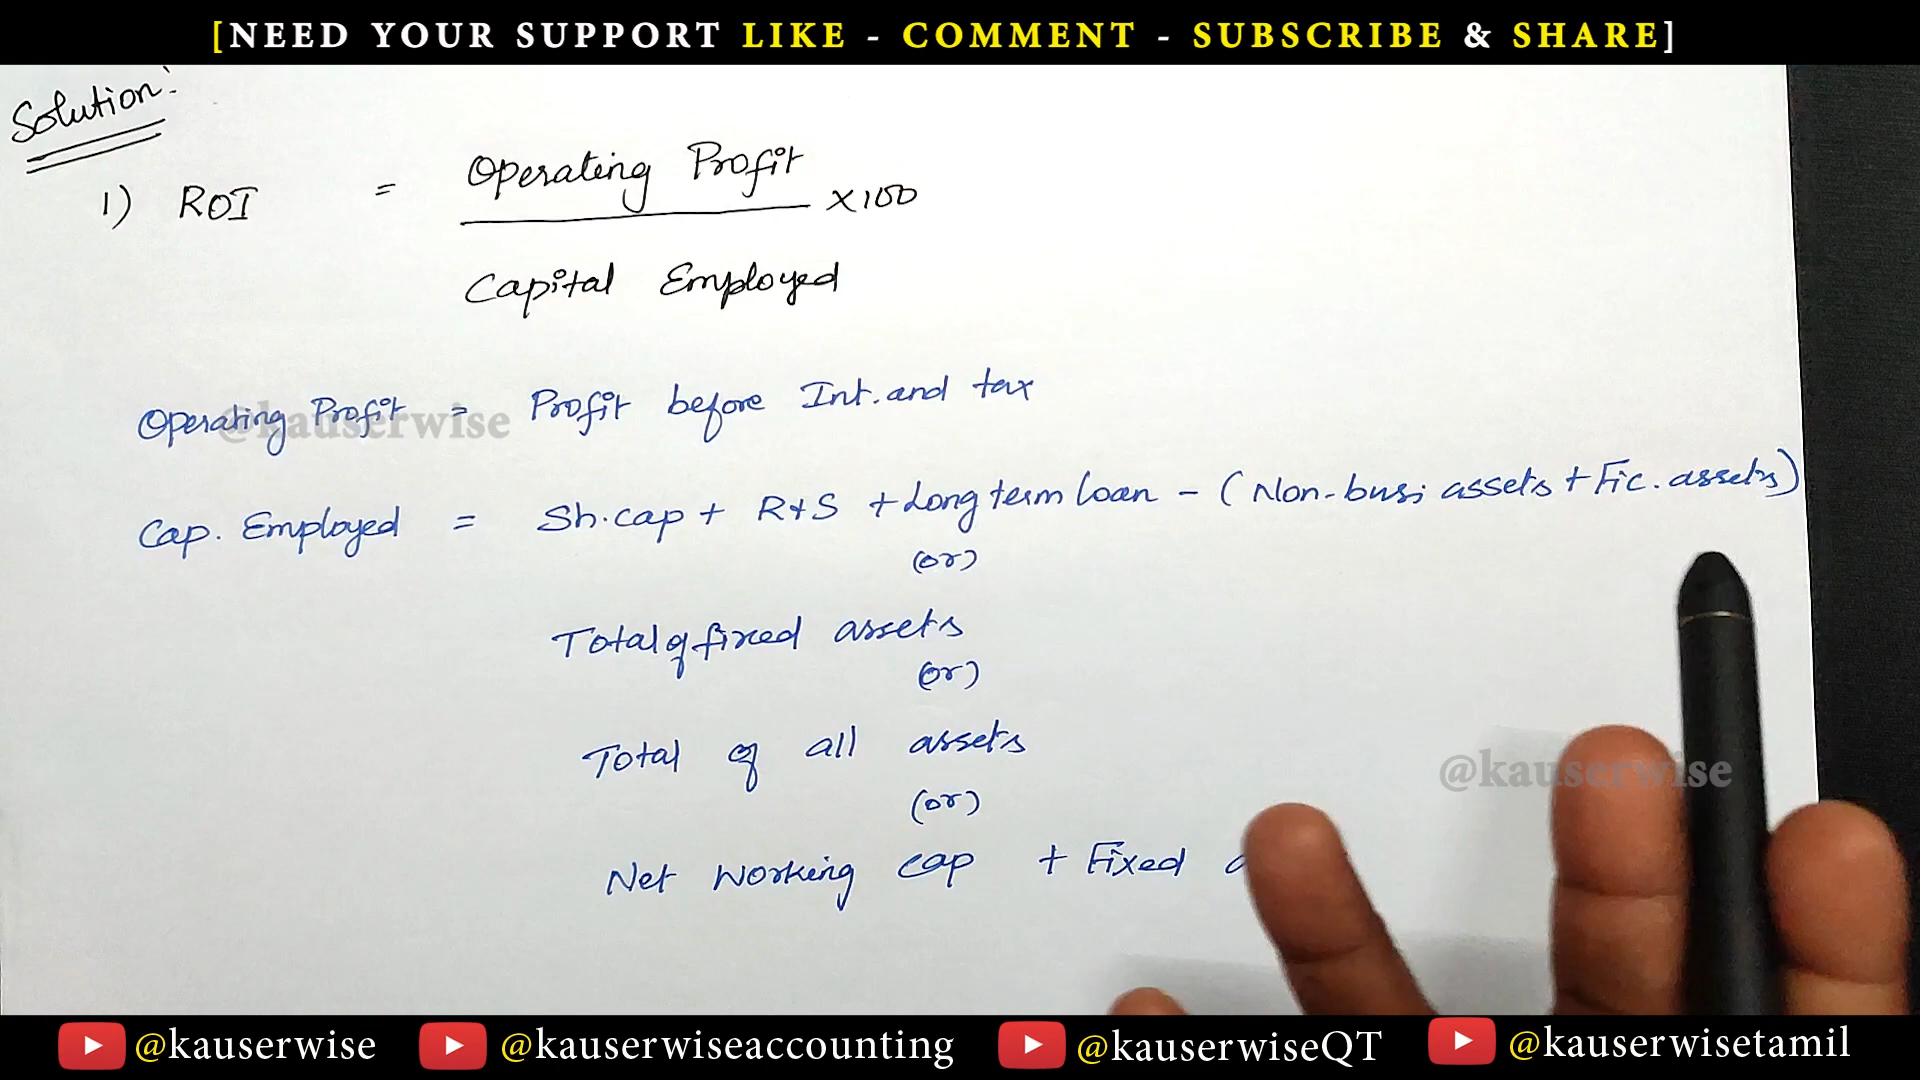 [NEED YOUR SUPPORT LIKE - COMMENT - SUBSCRIBE & SHARE]
Solution:
1) ROI = Operating Profit / Capital Employed X100
Operating Profit = Profit before Int. and tax
@kauserwise
Cap. Employed = Sh.cap + R+S + Long term loan - (Non-busi assets + Fic. assets)
(or)
Total of fixed assets
(or)
Total of all assets
@kauserwise
(or)
Net Working cap + Fixed
@kauserwise @kauserwiseaccounting @kauserwiseQT @kauserwisetamil